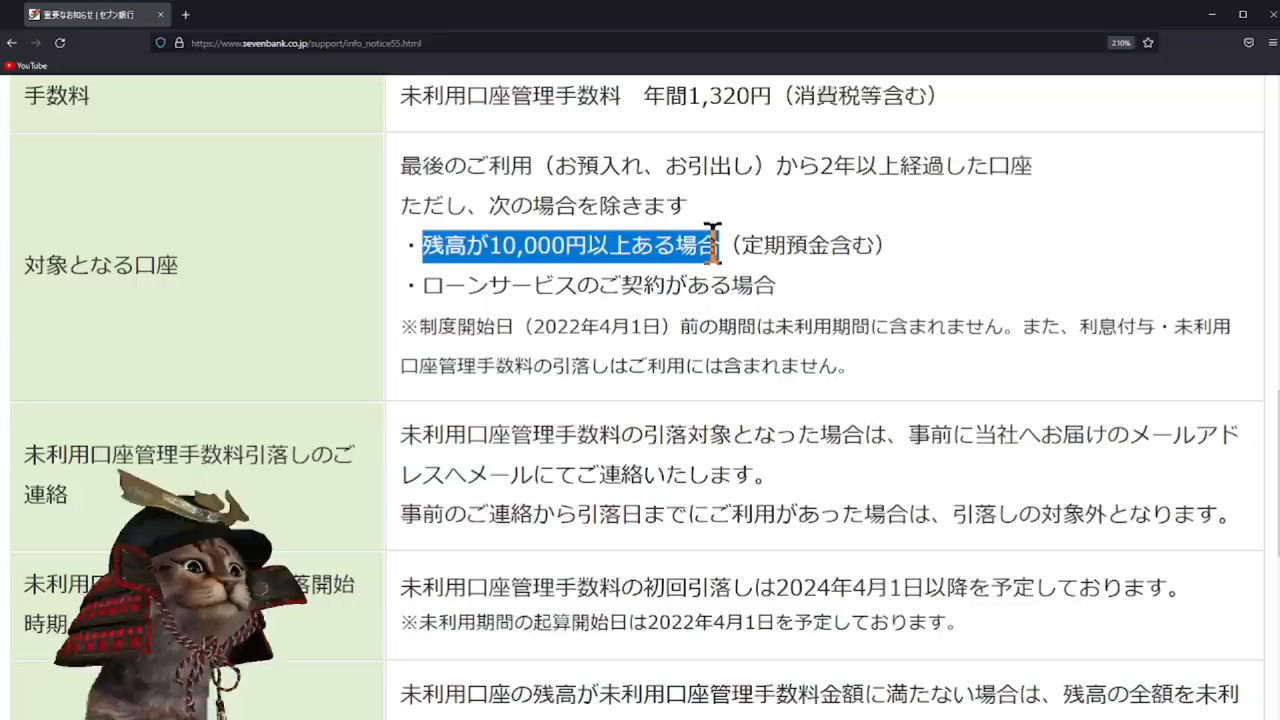 重要なお知らせ | セブン銀行
https://www.sevenbank.co.jp/support/info_notice55.html
210%
YouTube
手数料
未利用口座管理手数料　年間1,320円（消費税等含む）
対象となる口座
最後のご利用（お預入れ、お引出し）から2年以上経過した口座
ただし、次の場合を除きます
・残高が10,000円以上ある場合（定期預金含む）
・ローンサービスのご契約がある場合
※制度開始日（2022年4月1日）前の期間は未利用期間に含まれません。また、利息付与・未利用
口座管理手数料の引落しはご利用には含まれません。
未利用口座管理手数料引落しのご
連絡
未利用口座管理手数料の引落対象となった場合は、事前に当社へお届けのメールアド
レスへメールにてご連絡いたします。
事前のご連絡から引落日までにご利用があった場合は、引落しの対象外となります。
未利用
落開始
時期
未利用口座管理手数料の初回引落しは2024年4月1日以降を予定しております。
※未利用期間の起算開始日は2022年4月1日を予定しております。
未利用口座の残高が未利用口座管理手数料金額に満たない場合は、残高の全額を未利